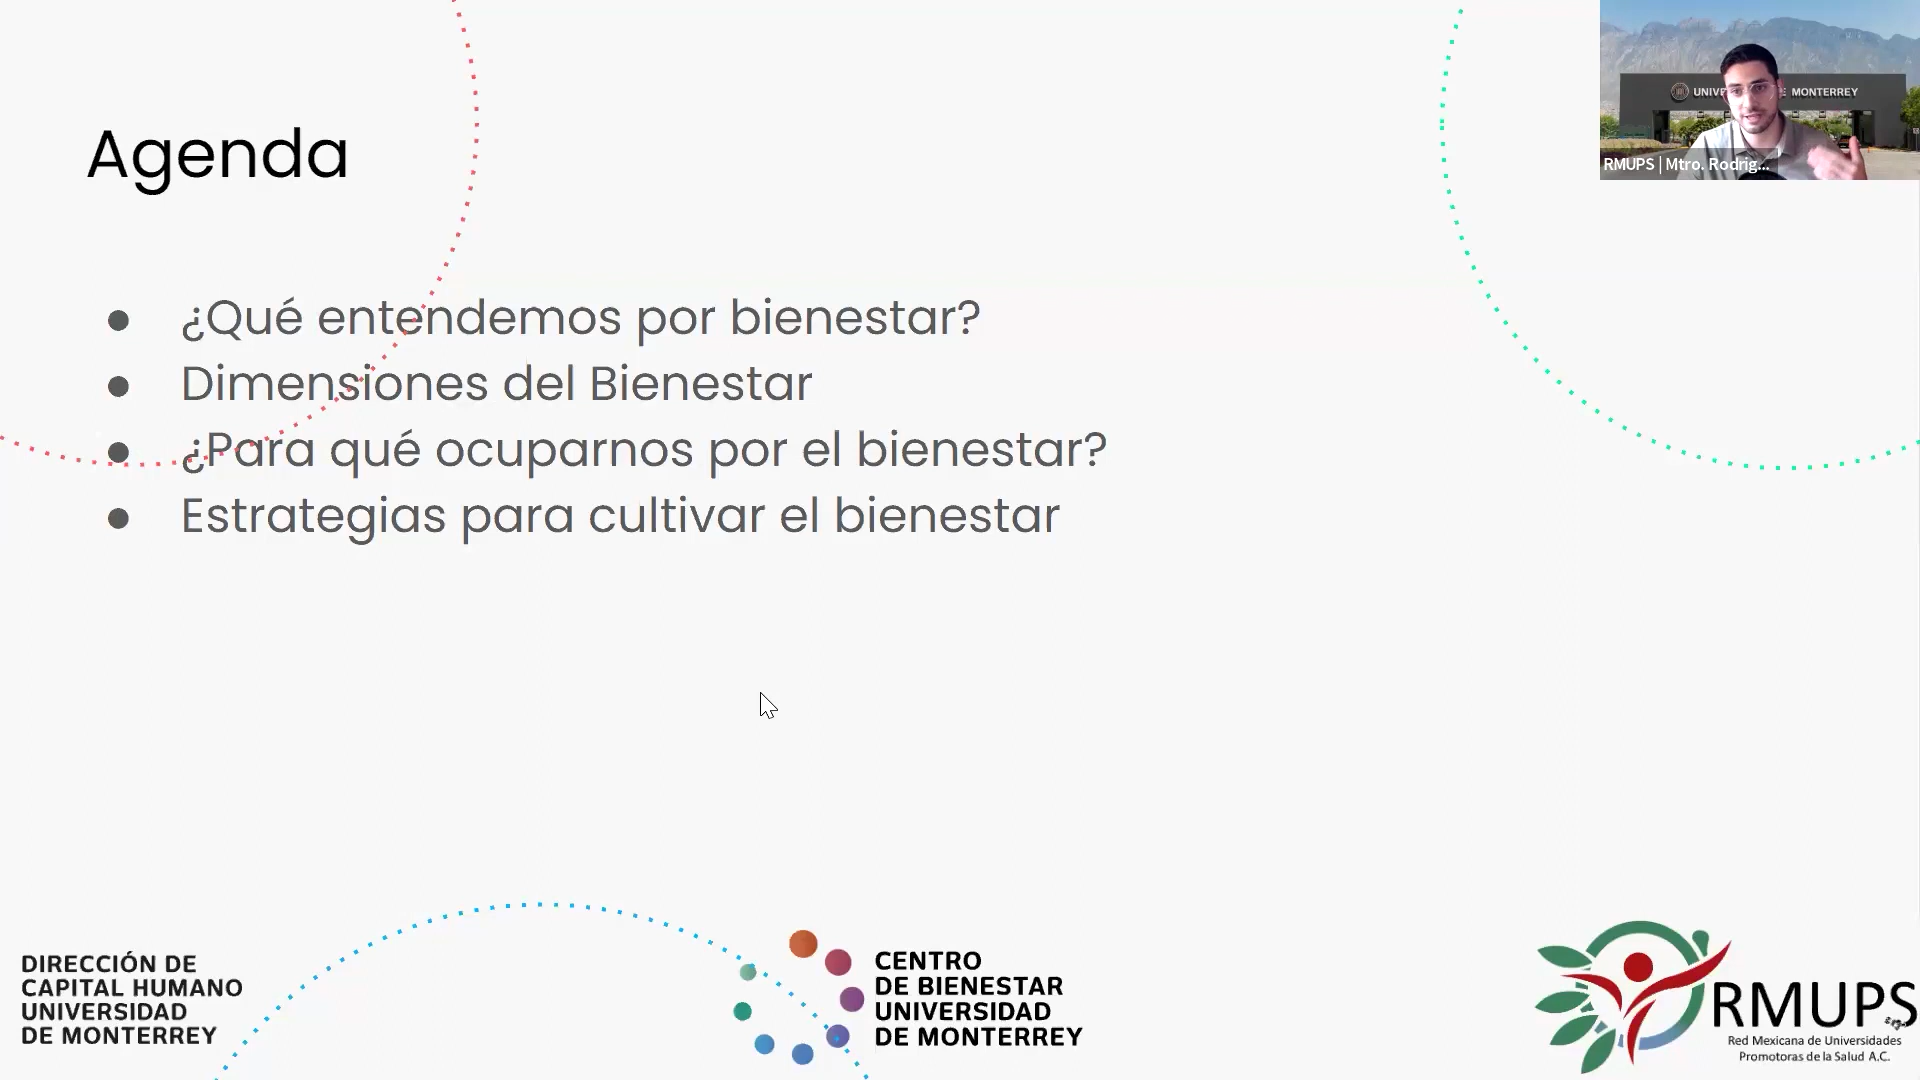 Agenda
¿Qué entendemos por bienestar?
Dimensiones del Bienestar
¿Para qué ocuparnos por el bienestar?
Estrategias para cultivar el bienestar
UNIVE MONTERREY
RMUPS | Mtro. Rodrig...
DIRECCIÓN DE
CAPITAL HUMANO
UNIVERSIDAD
DE MONTERREY
CENTRO
DE BIENESTAR
UNIVERSIDAD
DE MONTERREY
RMUPS
Red Mexicana de Universidades
Promotoras de la Salud A.C.